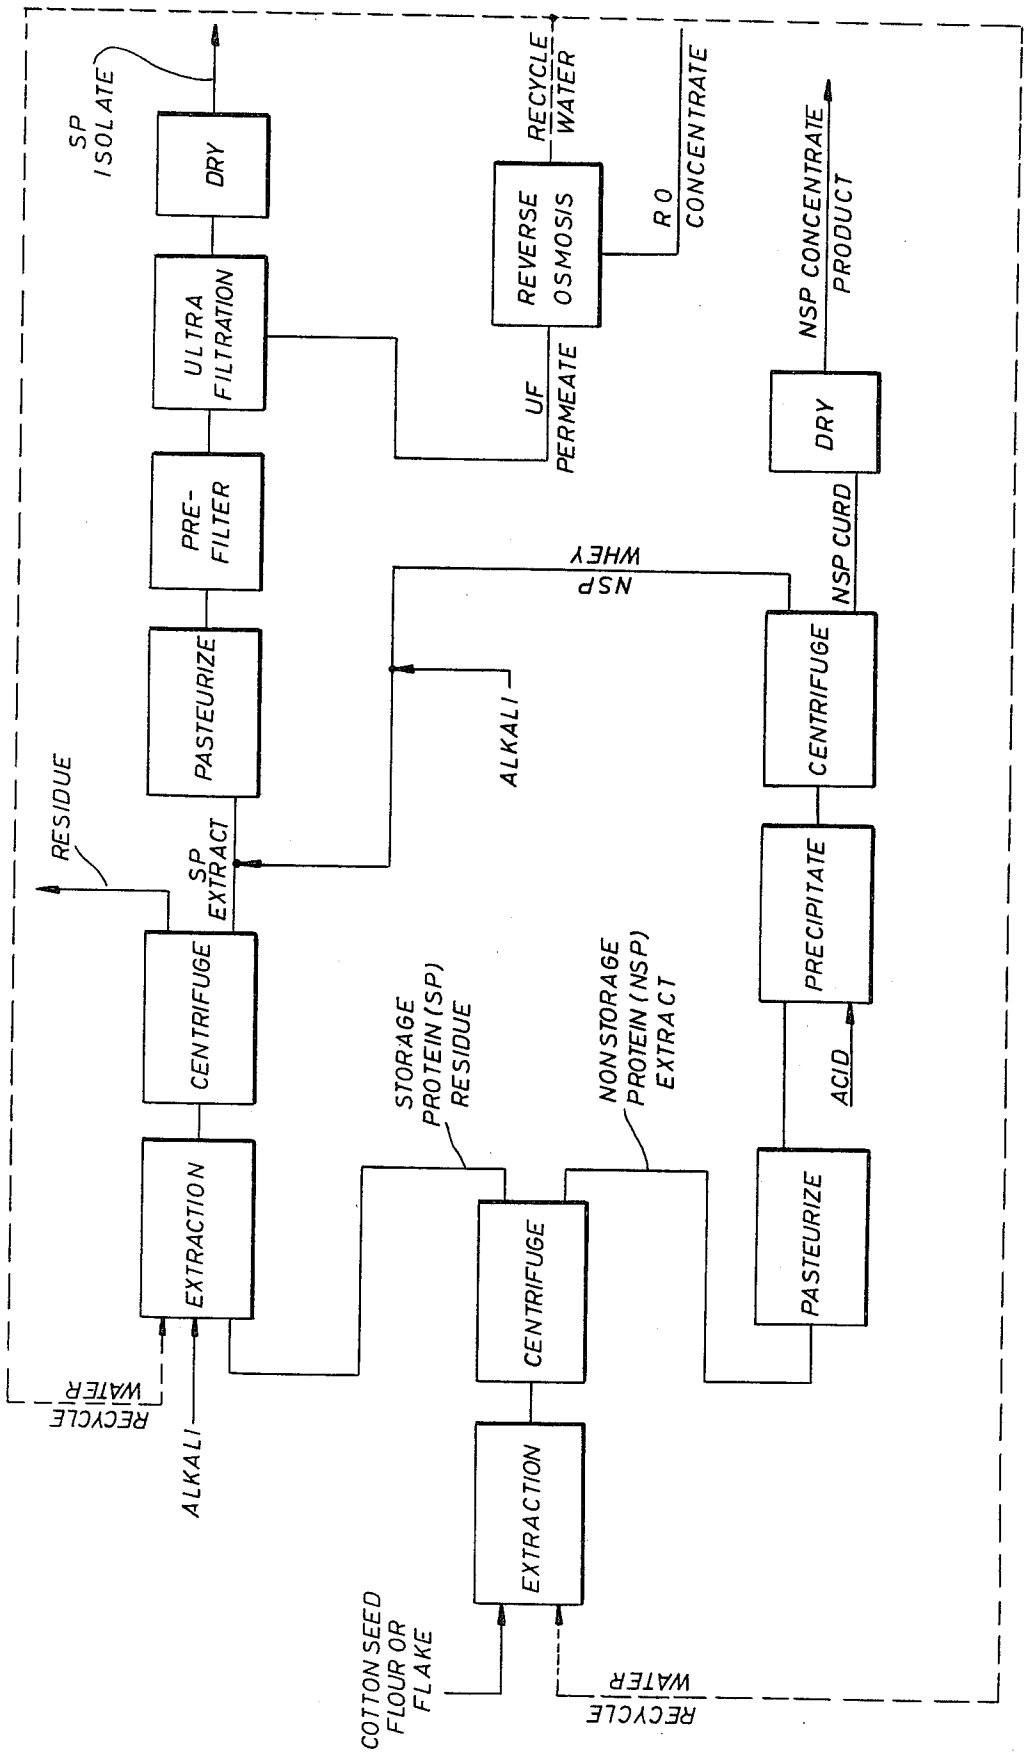 SP
ISOLATE
DRY
ULTRA
FILTRATION
PRE-
FILTER
PASTEURIZE
RESIDUE
SP
EXTRACT
CENTRIFUGE
EXTRACTION
RECYCLE
WATER
ALKALI
RECYCLE
WATER
REVERSE
OSMOSIS
RO
CONCENTRATE
UF
PERMEATE
NSP
WHEY
ALKALI
STORAGE
PROTEIN (SP)
RESIDUE
NONSTORAGE
PROTEIN (NSP)
EXTRACT
CENTRIFUGE
EXTRACTION
COTTON SEED
FLOUR OR
FLAKE
RECYCLE
WATER
PASTEURIZE
ACID
PRECIPITATE
CENTRIFUGE
NSP CURD
DRY
NSP CONCENTRATE
PRODUCT